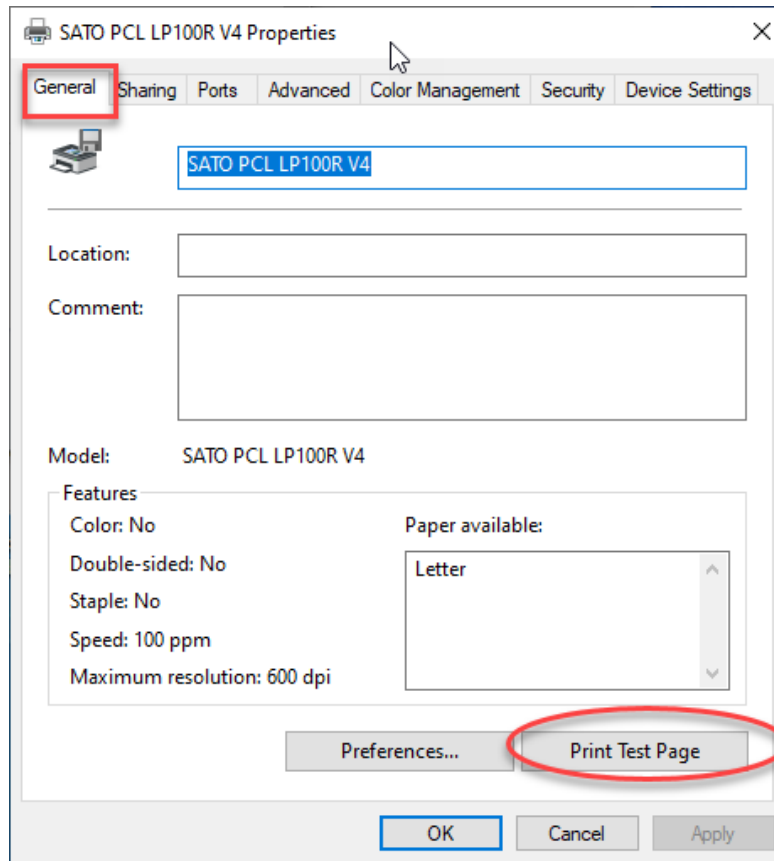 SATO PCL LP100R V4 Properties
General Sharing Ports Advanced Color Management Security Device Settings
SATO PCL LP100R V4
Location:
Comment:
Model: SATO PCL LP100R V4
Features
Color: No
Double-sided: No
Staple: No
Speed: 100 ppm
Maximum resolution: 600 dpi
Paper available:
Letter
Preferences... Print Test Page
OK Cancel Apply